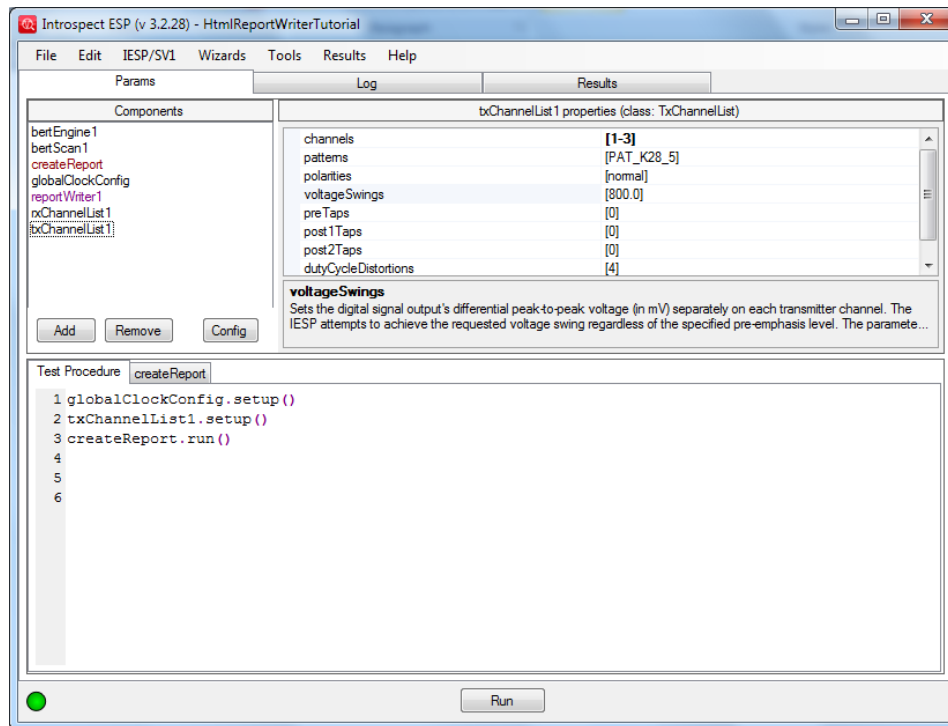 Introspect ESP (v 3.2.28) - HtmlReportWriterTutorial
File Edit IESP/SV1 Wizards Tools Results Help
Params Log Results
Components
bertEngine1
bertScan1
createReport
globalClockConfig
reportWriter1
rxChannelList1
txChannelList1
Add Remove Config
txChannelList1 properties (class: TxChannelList)
channels [1-3]
patterns [PAT_K28_5]
polarities [normal]
voltageSwings [800.0]
preTaps [0]
post1Taps [0]
post2Taps [0]
dutyCycleDistortions [4]
voltageSwings
Sets the digital signal output's differential peak-to-peak voltage (in mV) separately on each transmitter channel. The
IESP attempts to achieve the requested voltage swing regardless of the specified pre-emphasis level. The paramete...
Test Procedure createReport
1 globalClockConfig.setup()
2 txChannelList1.setup()
3 createReport.run()
4
5
6
Run